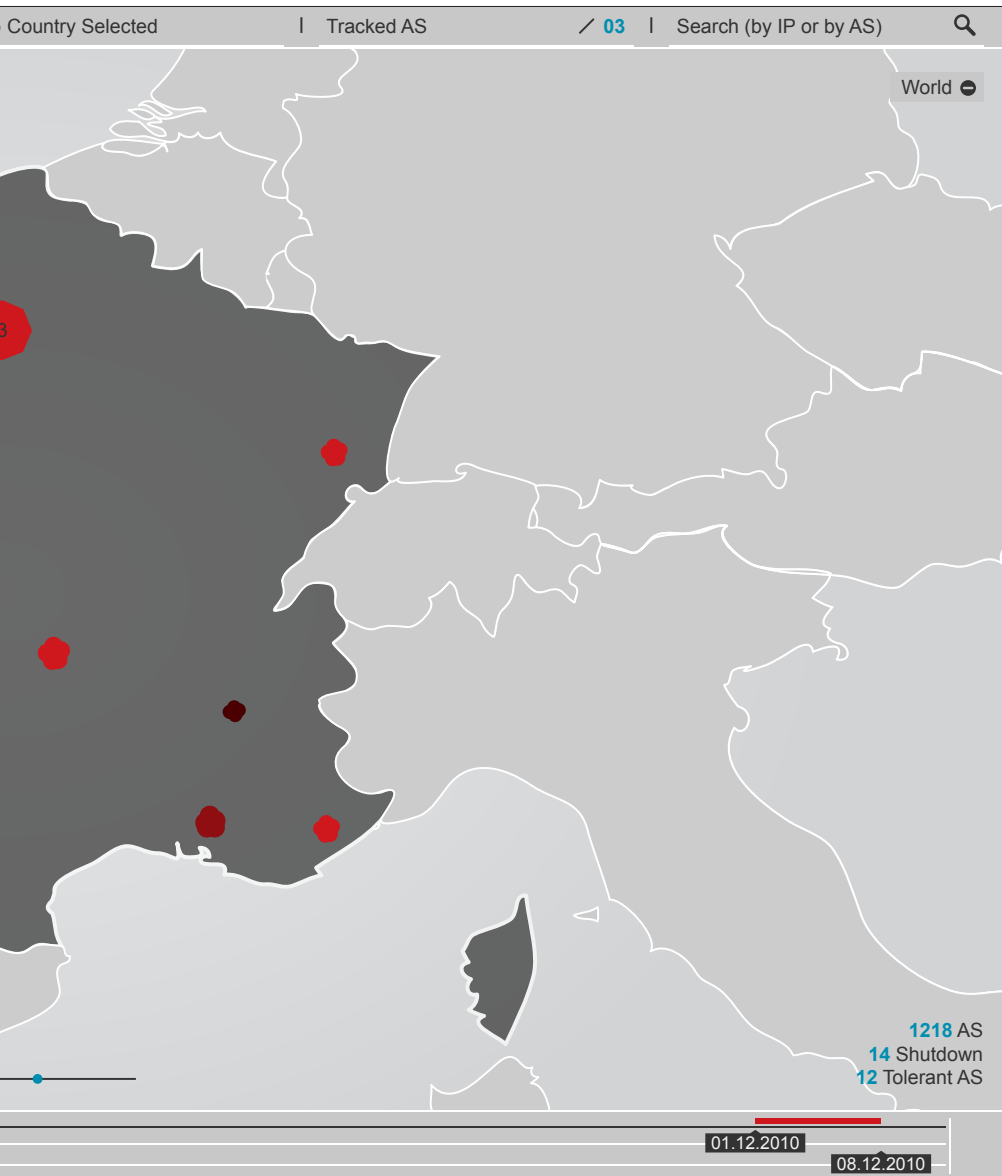 Country Selected | Tracked AS / 03 | Search (by IP or by AS)
World
3
1218 AS
14 Shutdown
12 Tolerant AS
01.12.2010
08.12.2010